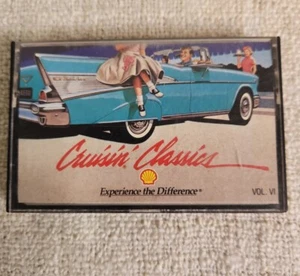 Cruisin' Classics
Experience the Difference®
VOL. VI